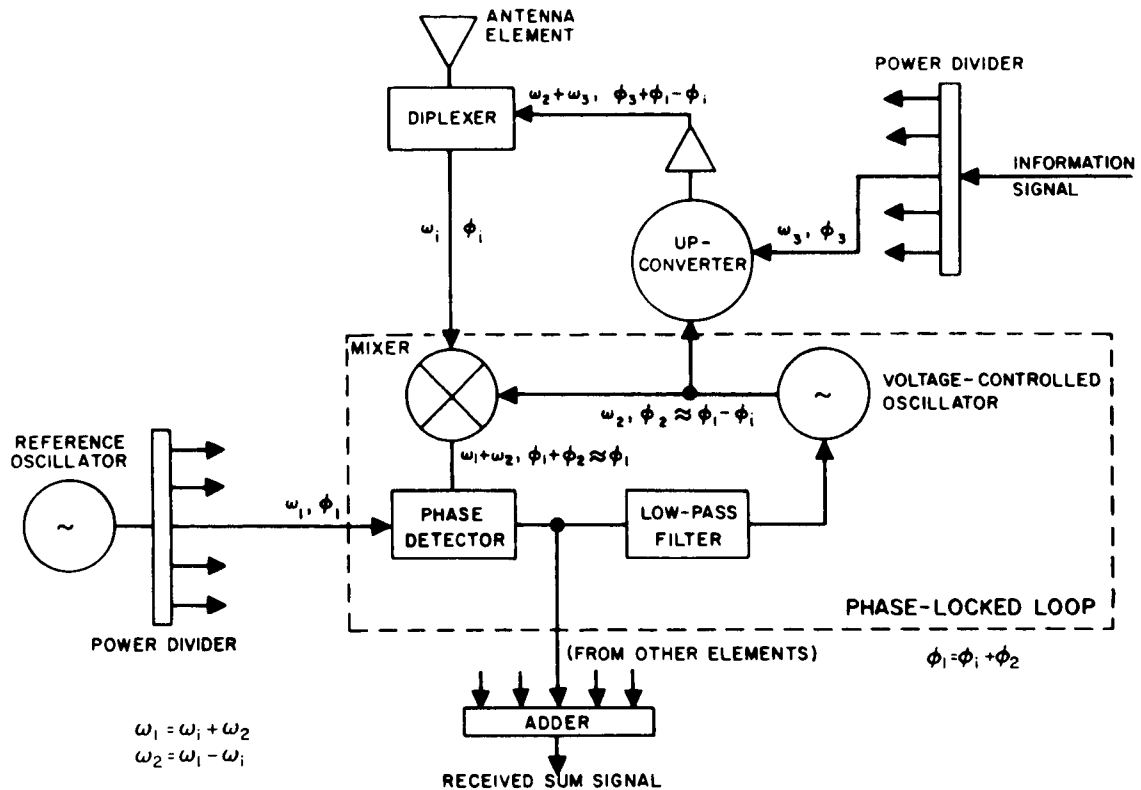 ANTENNA
ELEMENT
POWER DIVIDER
ω₂+ω₃, ϕ₃+ϕ₁-ϕᵢ
DIPLEXER
INFORMATION
SIGNAL
ωᵢ ϕᵢ
UP-
CONVERTER
ω₃, ϕ₃
MIXER
~
VOLTAGE-CONTROLLED
OSCILLATOR
ω₂, ϕ₂ ≈ ϕ₁-ϕᵢ
REFERENCE
OSCILLATOR
ω₁+ω₂, ϕ₁+ϕ₂≈ϕ₁
~
ω₁, ϕ₁
PHASE
DETECTOR
LOW-PASS
FILTER
PHASE-LOCKED LOOP
POWER DIVIDER
(FROM OTHER ELEMENTS)
ϕ₁=ϕᵢ+ϕ₂
ADDER
ω₁=ωᵢ+ω₂
ω₂=ω₁-ωᵢ
RECEIVED SUM SIGNAL